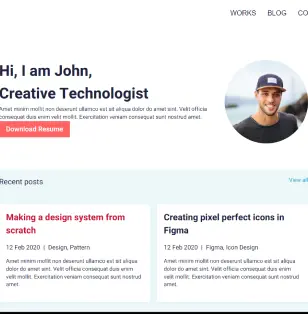 WORKS BLOG CO
Hi, I am John,
Creative Technologist
Amet minim mollit non deserunt ullamco est sit aliqua dolor do amet sint. Velit officia
consequat duis enim velit mollit. Exercitation veniam consequat sunt nostrud amet.
Download Resume
Recent posts
View all
Making a design system from
scratch
12 Feb 2020 | Design, Pattern
Amet minim mollit non deserunt ullamco est sit aliqua
dolor do amet sint. Velit officia consequat duis enim
velit mollit. Exercitation veniam consequat sunt nostrud
amet.
Creating pixel perfect icons in
Figma
12 Feb 2020 | Figma, Icon Design
Amet minim mollit non deserunt ullamco est sit aliqua
dolor do amet sint. Velit officia consequat duis enim
velit mollit. Exercitation veniam consequat sunt nostrud
amet.